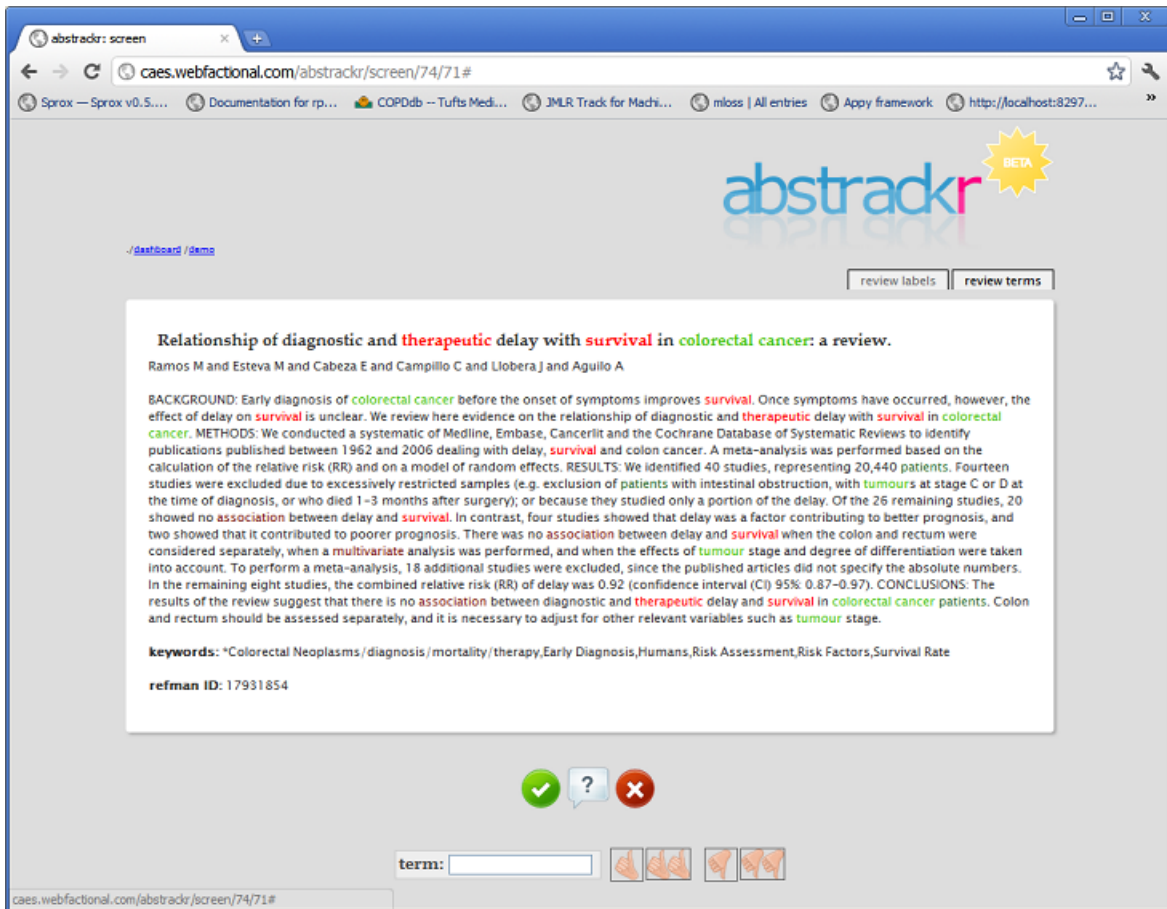 abstrackr: screen
caes.webfactional.com/abstrackr/screen/74/71#
Sprox — Sprox v0.5.... Documentation for rp... COPDdb -- Tufts Medi... JMLR Track for Machi... mloss | All entries Appy framework http://localhost:8297... »
BETA
abstrackr
./dashboard /demo
review labels review terms
Relationship of diagnostic and therapeutic delay with survival in colorectal cancer: a review.
Ramos M and Esteva M and Cabeza E and Campillo C and Llobera J and Aguilo A
BACKGROUND: Early diagnosis of colorectal cancer before the onset of symptoms improves survival. Once symptoms have occurred, however, the
effect of delay on survival is unclear. We review here evidence on the relationship of diagnostic and therapeutic delay with survival in colorectal
cancer. METHODS: We conducted a systematic of Medline, Embase, Cancerlit and the Cochrane Database of Systematic Reviews to identify
publications published between 1962 and 2006 dealing with delay, survival and colon cancer. A meta-analysis was performed based on the
calculation of the relative risk (RR) and on a model of random effects. RESULTS: We identified 40 studies, representing 20,440 patients. Fourteen
studies were excluded due to excessively restricted samples (e.g. exclusion of patients with intestinal obstruction, with tumours at stage C or D at
the time of diagnosis, or who died 1-3 months after surgery); or because they studied only a portion of the delay. Of the 26 remaining studies, 20
showed no association between delay and survival. In contrast, four studies showed that delay was a factor contributing to better prognosis, and
two showed that it contributed to poorer prognosis. There was no association between delay and survival when the colon and rectum were
considered separately, when a multivariate analysis was performed, and when the effects of tumour stage and degree of differentiation were taken
into account. To perform a meta-analysis, 18 additional studies were excluded, since the published articles did not specify the absolute numbers.
In the remaining eight studies, the combined relative risk (RR) of delay was 0.92 (confidence interval (CI) 95% 0.87-0.97). CONCLUSIONS: The
results of the review suggest that there is no association between diagnostic and therapeutic delay and survival in colorectal cancer patients. Colon
and rectum should be assessed separately, and it is necessary to adjust for other relevant variables such as tumour stage.
keywords: *Colorectal Neoplasms/diagnosis/mortality/therapy,Early Diagnosis,Humans,Risk Assessment,Risk Factors,Survival Rate
refman ID: 17931854
?
term:
caes.webfactional.com/abstrackr/screen/74/71#